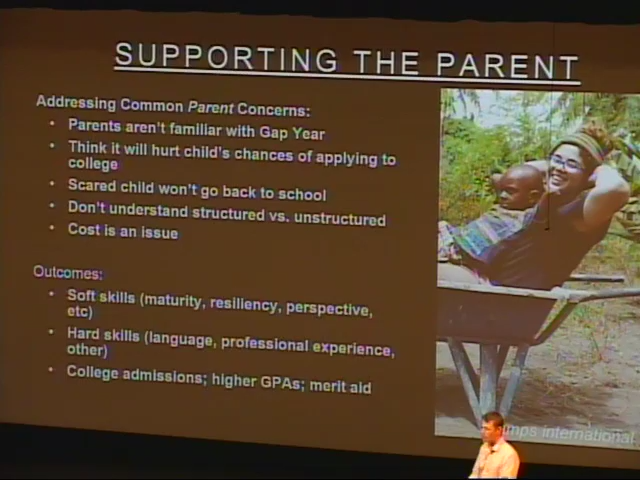 SUPPORTING THE PARENT
Addressing Common Parent Concerns:
• Parents aren't familiar with Gap Year
• Think it will hurt child's chances of applying to
college
• Scared child won't go back to school
• Don't understand structured vs. unstructured
• Cost is an issue
Outcomes:
• Soft skills (maturity, resiliency, perspective,
etc)
• Hard skills (language, professional experience,
other)
• College admissions; higher GPAs; merit aid
international